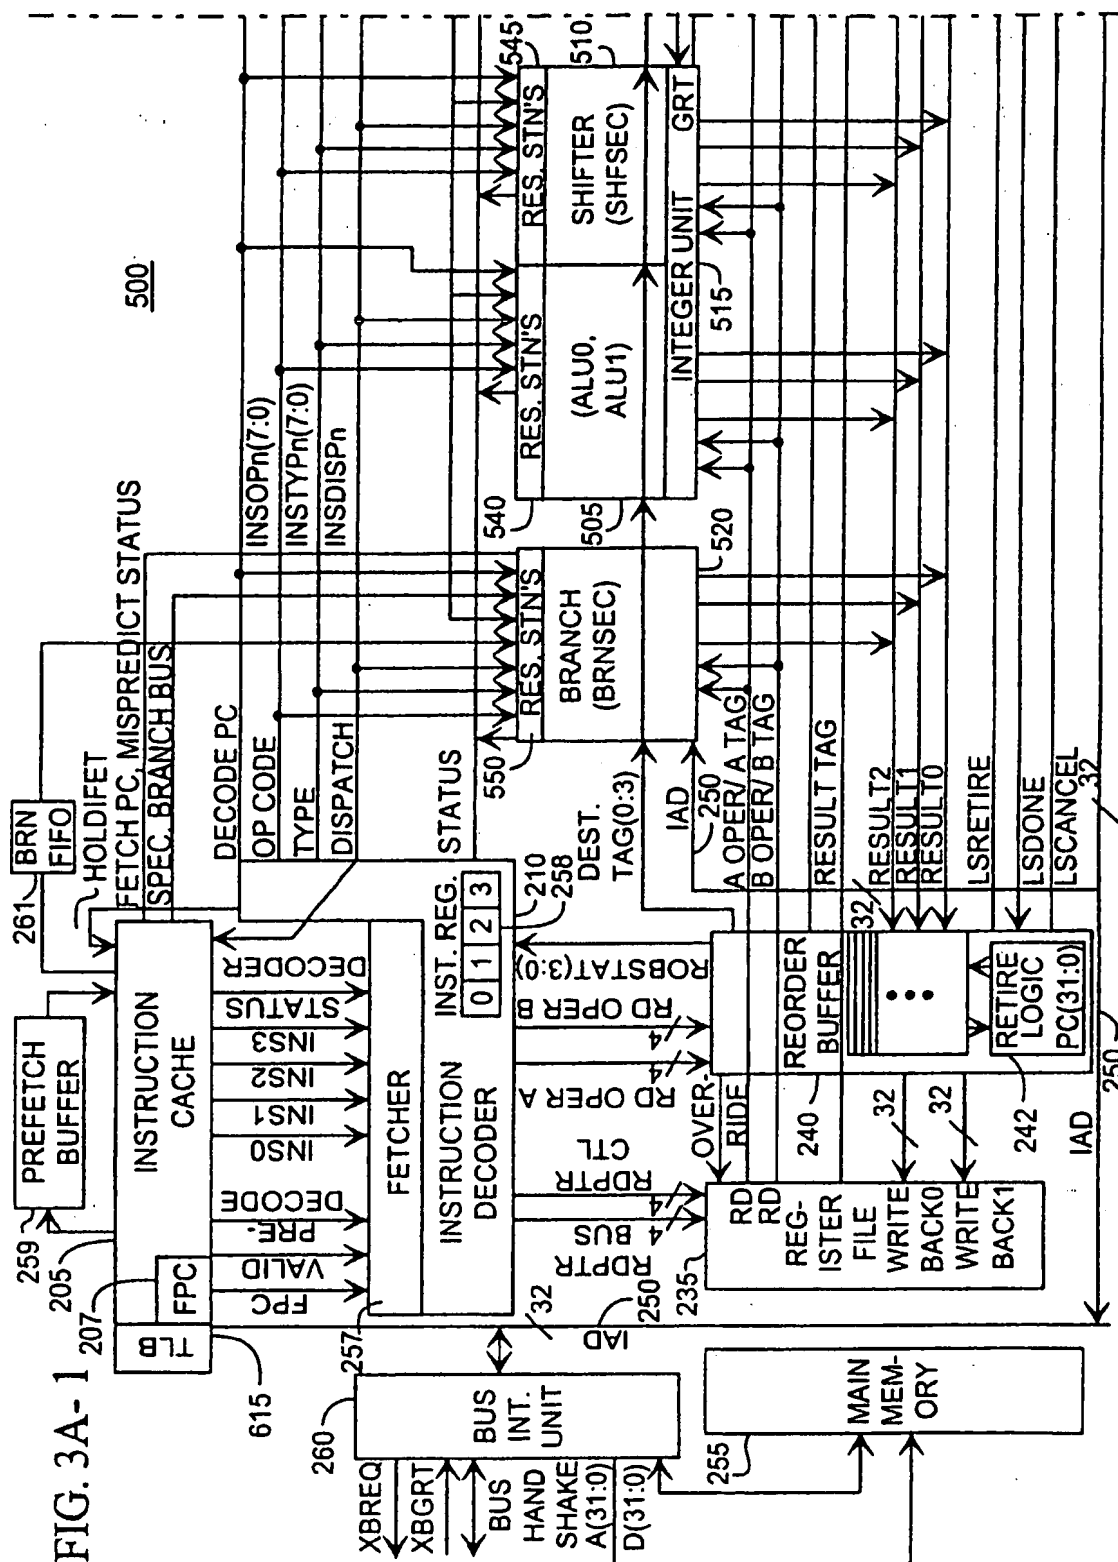 FIG. 3A-1
500
TLB
615
FPC
207
205
259
PREFETCH
BUFFER
INSTRUCTION
CACHE
261
BRN
FIFO
HOLDIFET
FETCH PC, MISPREDICT STATUS
SPEC. BRANCH BUS
DECODE PC
OP CODE
TYPE
DISPATCH
STATUS
INSOPn(7:0)
INSTYPn(7:0)
INSDISPn
FPC
VALID
PRE-
DECODE
INS0
INS1
INS2
INS3
STATUS
DECODER
257
FETCHER
INSTRUCTION
DECODER
INST. REG.
0 1 2 3
210
258
260
BUS
INT.
UNIT
XBREQ
XBGRT
BUS
HAND
SHAKE
A(31:0)
D(31:0)
32
IAD
250
255
MAIN
MEM-
ORY
RDPTR
BUS
4
RDPTR
CTL
4
RD OPER A
4
RD OPER B
4
ROBSTAT(3:0)
DEST.
TAG(0:3)
IAD
250
235
RD
RD
REG-
ISTER
FILE
WRITE
BACK0
WRITE
BACK1
OVER-
RIDE
240
32
32
REORDER
BUFFER
242
RETIRE
LOGIC
PC(31:0)
IAD
250
A OPER/ A TAG
B OPER/ B TAG
RESULT TAG
32
RESULT2
RESULT1
RESULT0
LSRETIRE
LSDONE
LSCANCEL
32
550
RES. STN'S
BRANCH
(BRNSEC)
520
540
RES. STN'S
(ALU0,
ALU1)
505
RES. STN'S
545
SHIFTER
(SHFSEC)
510
INTEGER UNIT
GRT
515